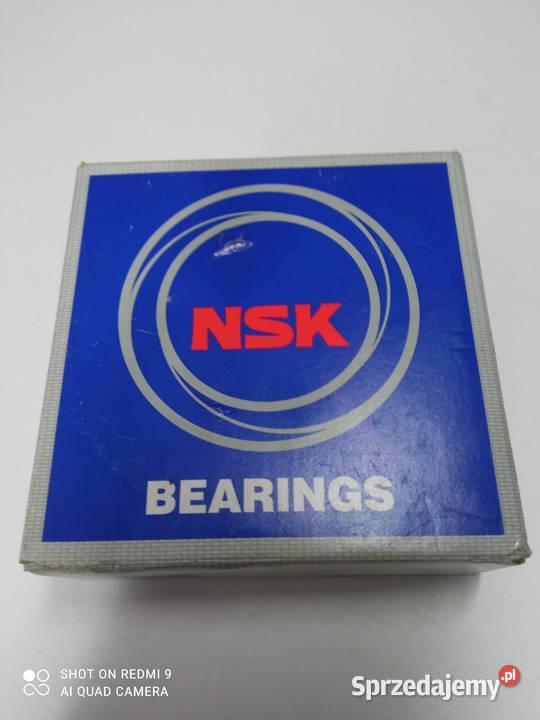 NSK
BEARINGS
SHOT ON REDMI 9
AI QUAD CAMERA
Sprzedajemy.pl